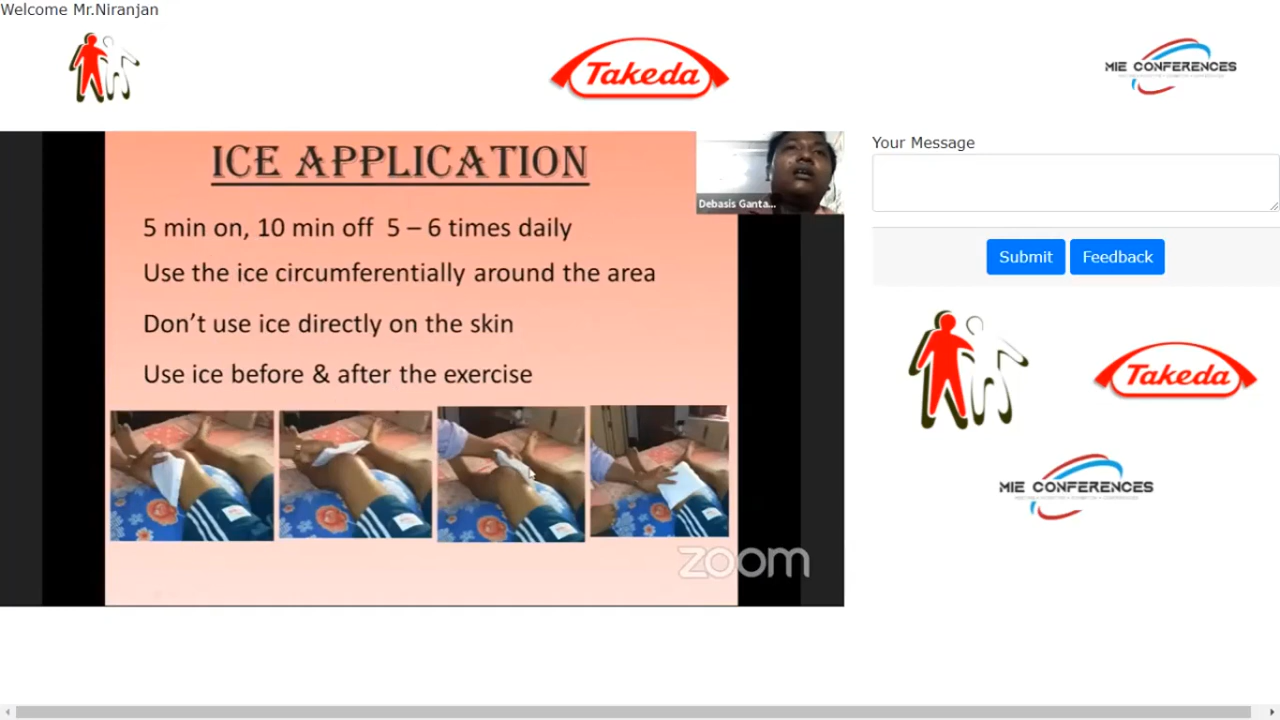 Welcome Mr.Niranjan
Takeda
MIE CONFERENCES
ICE APPLICATION
Debasis Ganta...
5 min on, 10 min off 5 – 6 times daily
Use the ice circumferentially around the area
Don't use ice directly on the skin
Use ice before & after the exercise
zoom
Your Message
Submit
Feedback
Takeda
MIE CONFERENCES